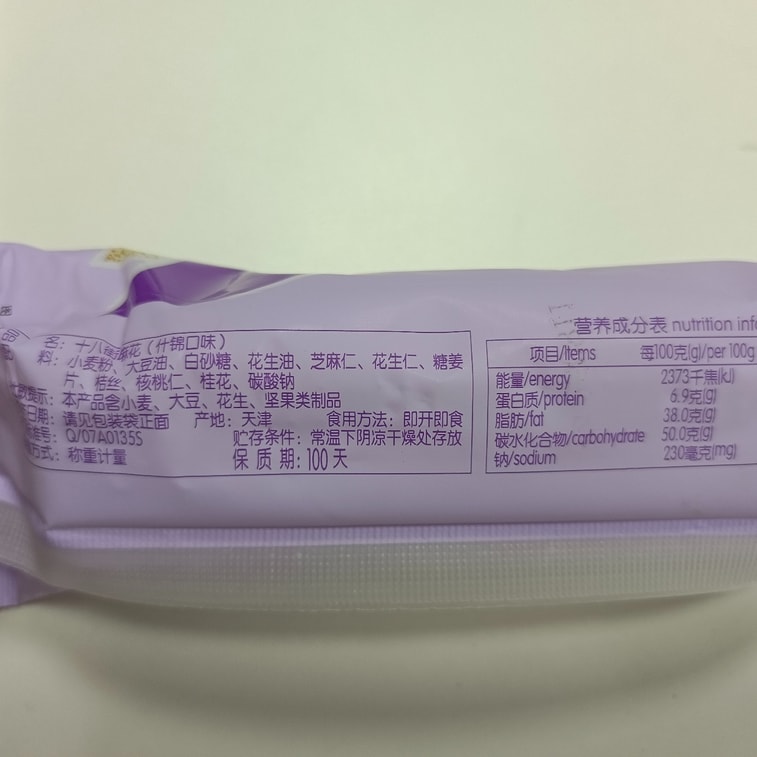 品名：十八街麻花（什锦口味）
料：小麦粉、大豆油、白砂糖、花生油、芝麻仁、花生仁、糖姜
片、桔丝、核桃仁、桂花、碳酸钠
提示：本产品含小麦、大豆、花生、坚果类制品
日期：请见包装袋正面 产地：天津 食用方法：即开即食
号：Q/07A0135S 贮存条件：常温下阴凉干燥处存放
方式：称重计量 保质期：100天
营养成分表 nutrition info
项目/Items 每100克(g)/per 100g
能量/energy 2373千焦(kJ)
蛋白质/protein 6.9克(g)
脂肪/fat 38.0克(g)
碳水化合物/carbohydrate 50.0克(g)
钠/sodium 230毫克(mg)